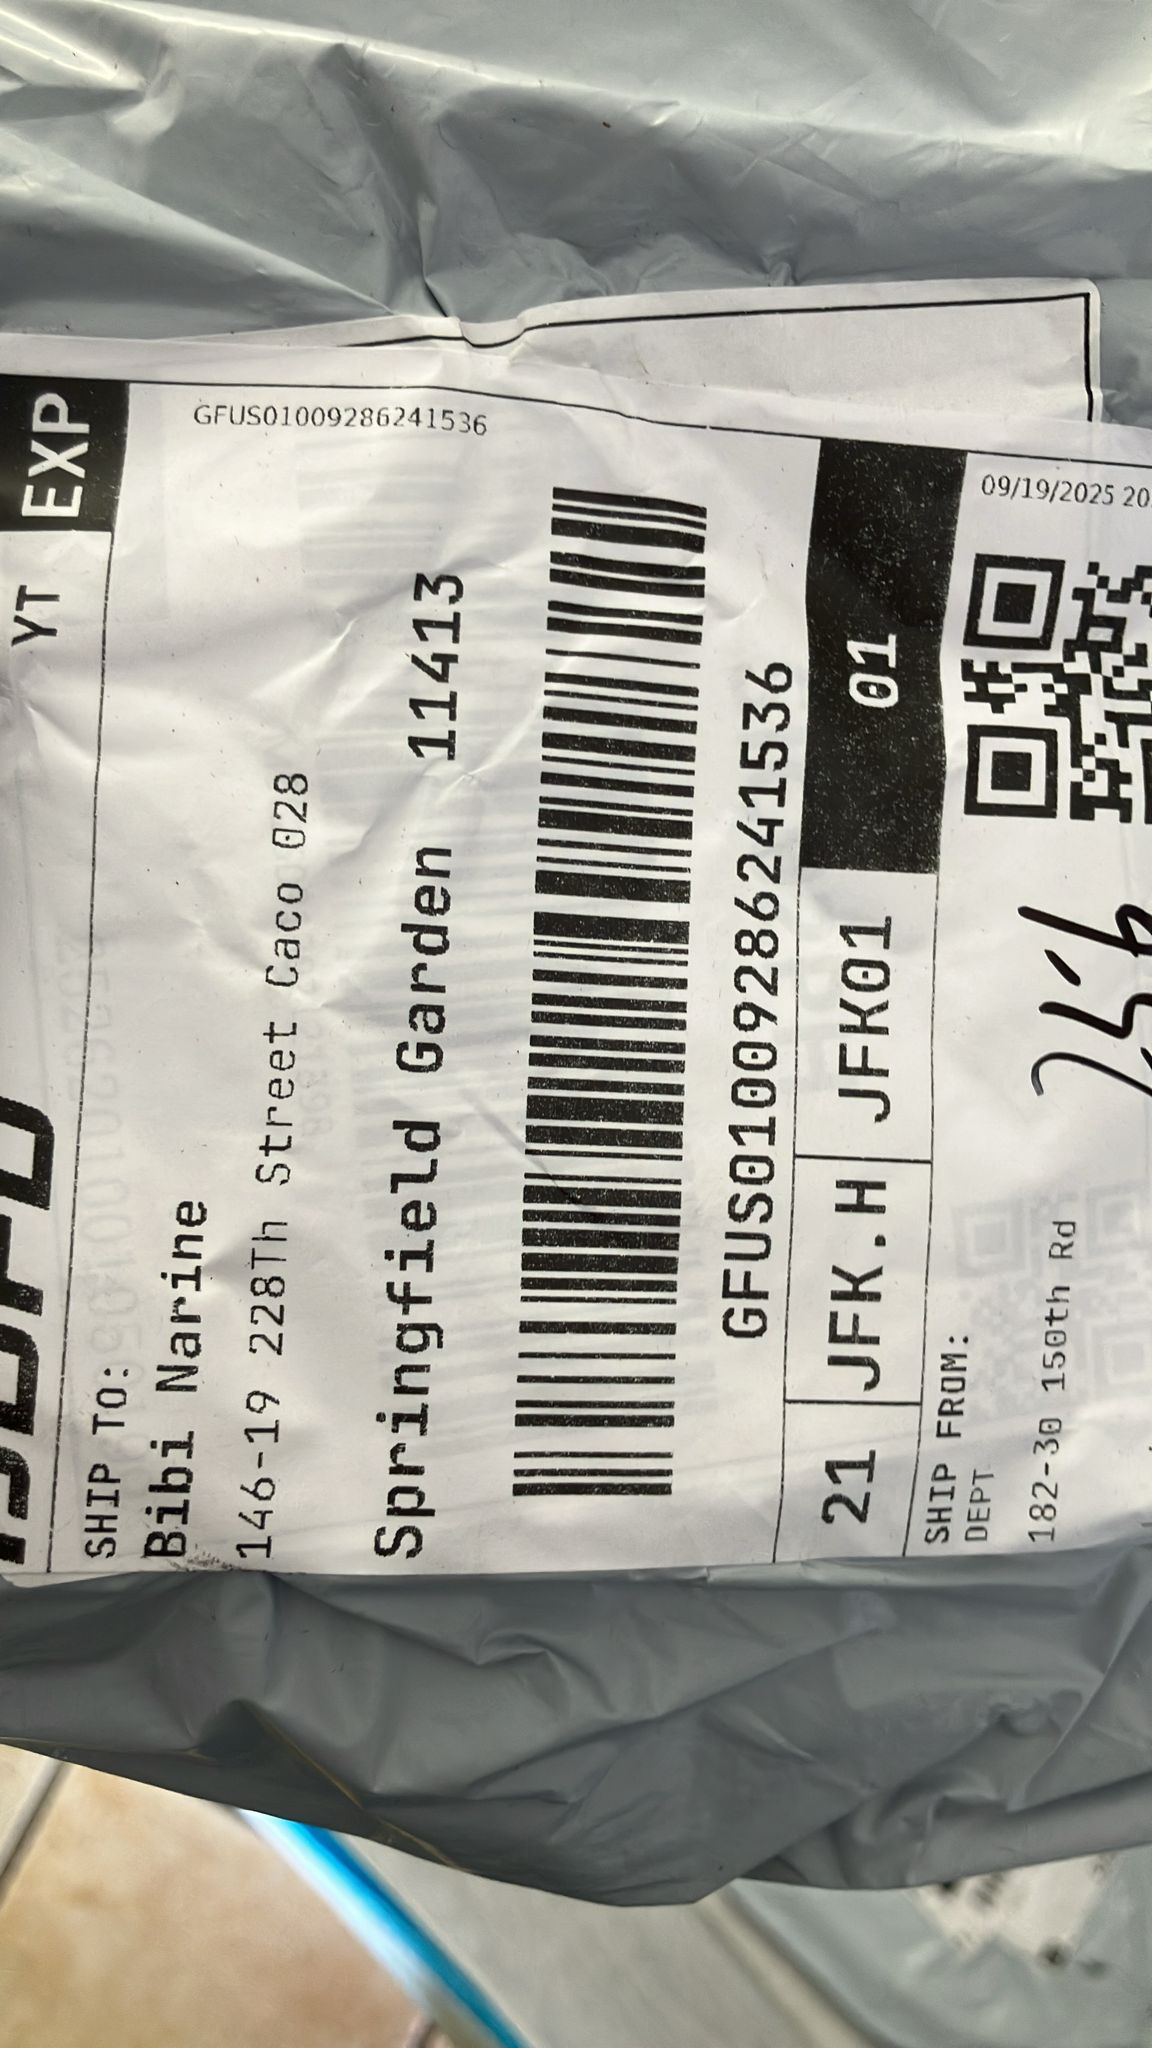 YT EXP
GFUS01009286241536
SHIP TO:
Bibi Narine
146-19 228Th Street Caco 028
Springfield Garden 11413
GFUS01009286241536
21 JFK.H JFK01 01
09/19/2025 20
SHIP FROM:
DEPT
182-30 150th Rd